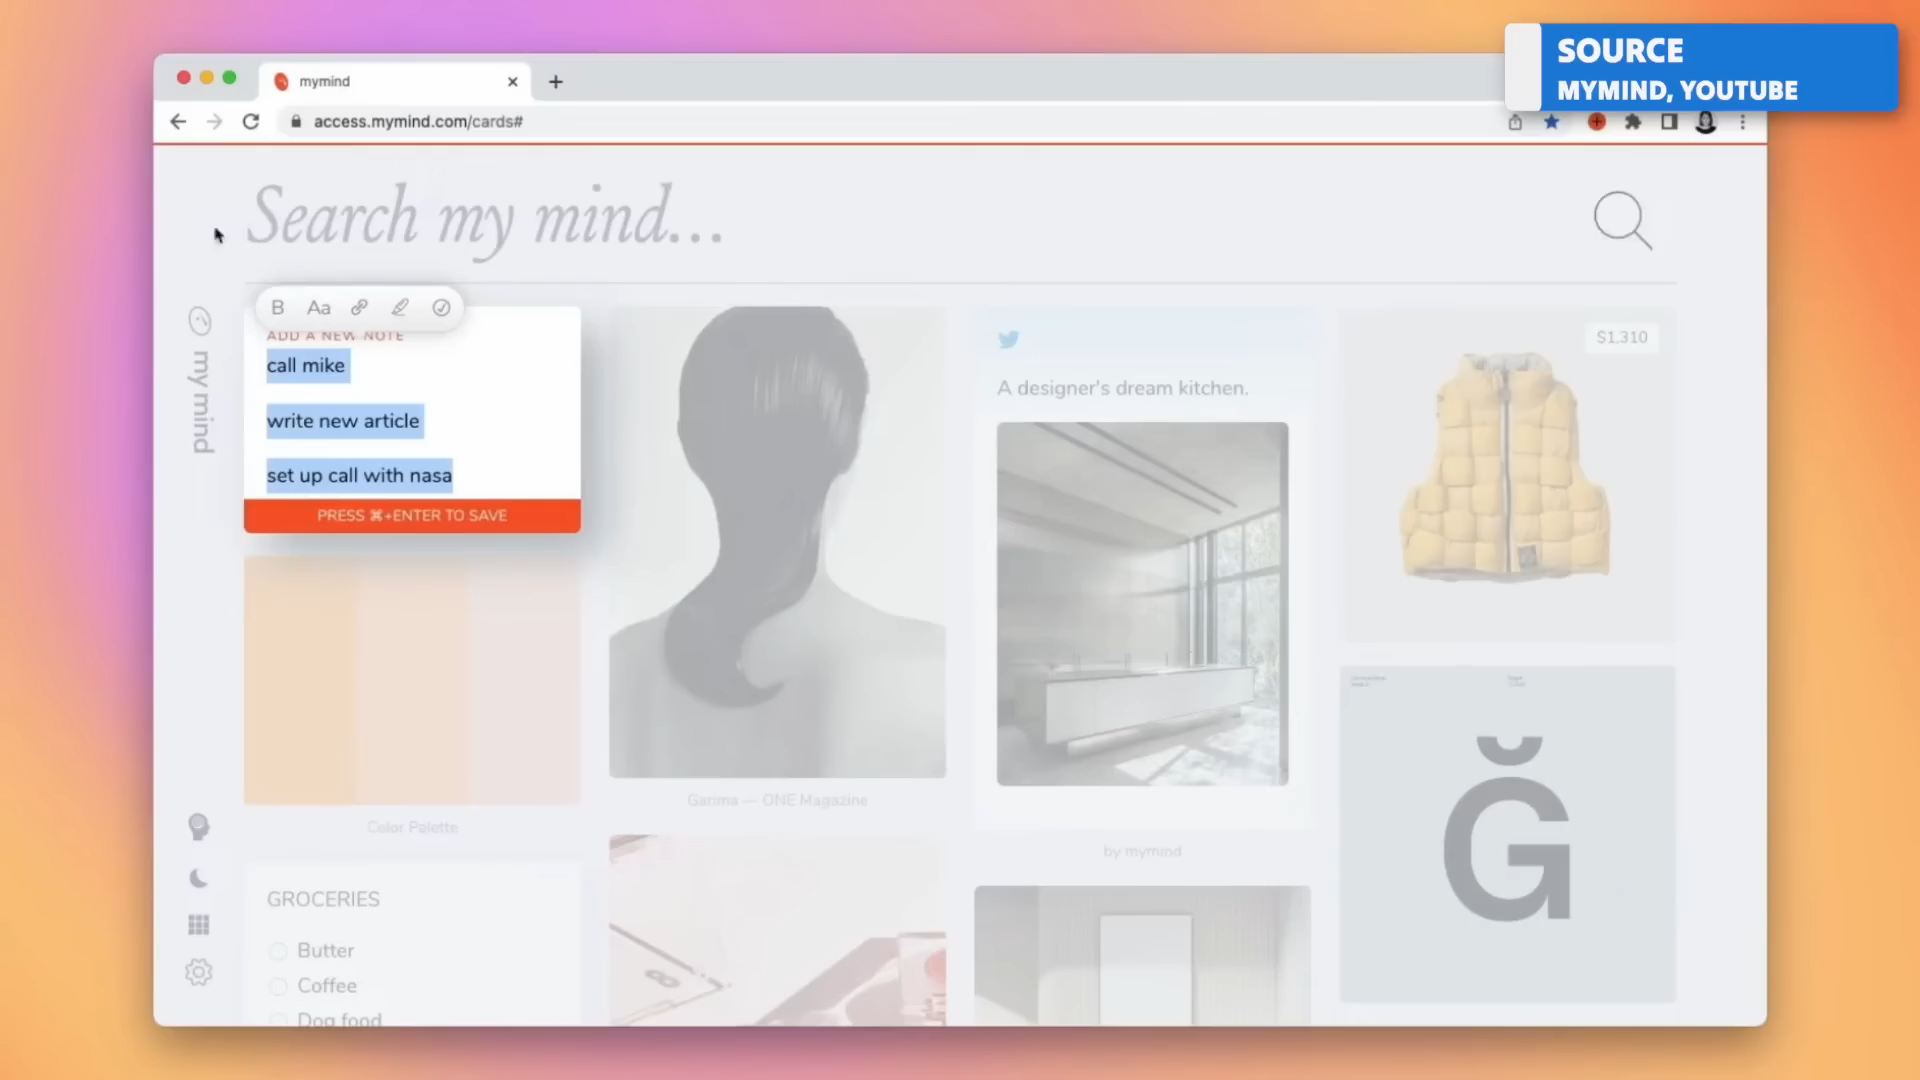 SOURCE
MYMIND, YOUTUBE
mymind
access.mymind.com/cards#
Search my mind...
my mind
B Aa
ADD A NEW NOTE
call mike
write new article
set up call with nasa
PRESS ⌘+ENTER TO SAVE
Color Palette
GROCERIES
Butter
Coffee
Dog food
Garima — ONE Magazine
A designer's dream kitchen.
by mymind
$1,310
Ğ